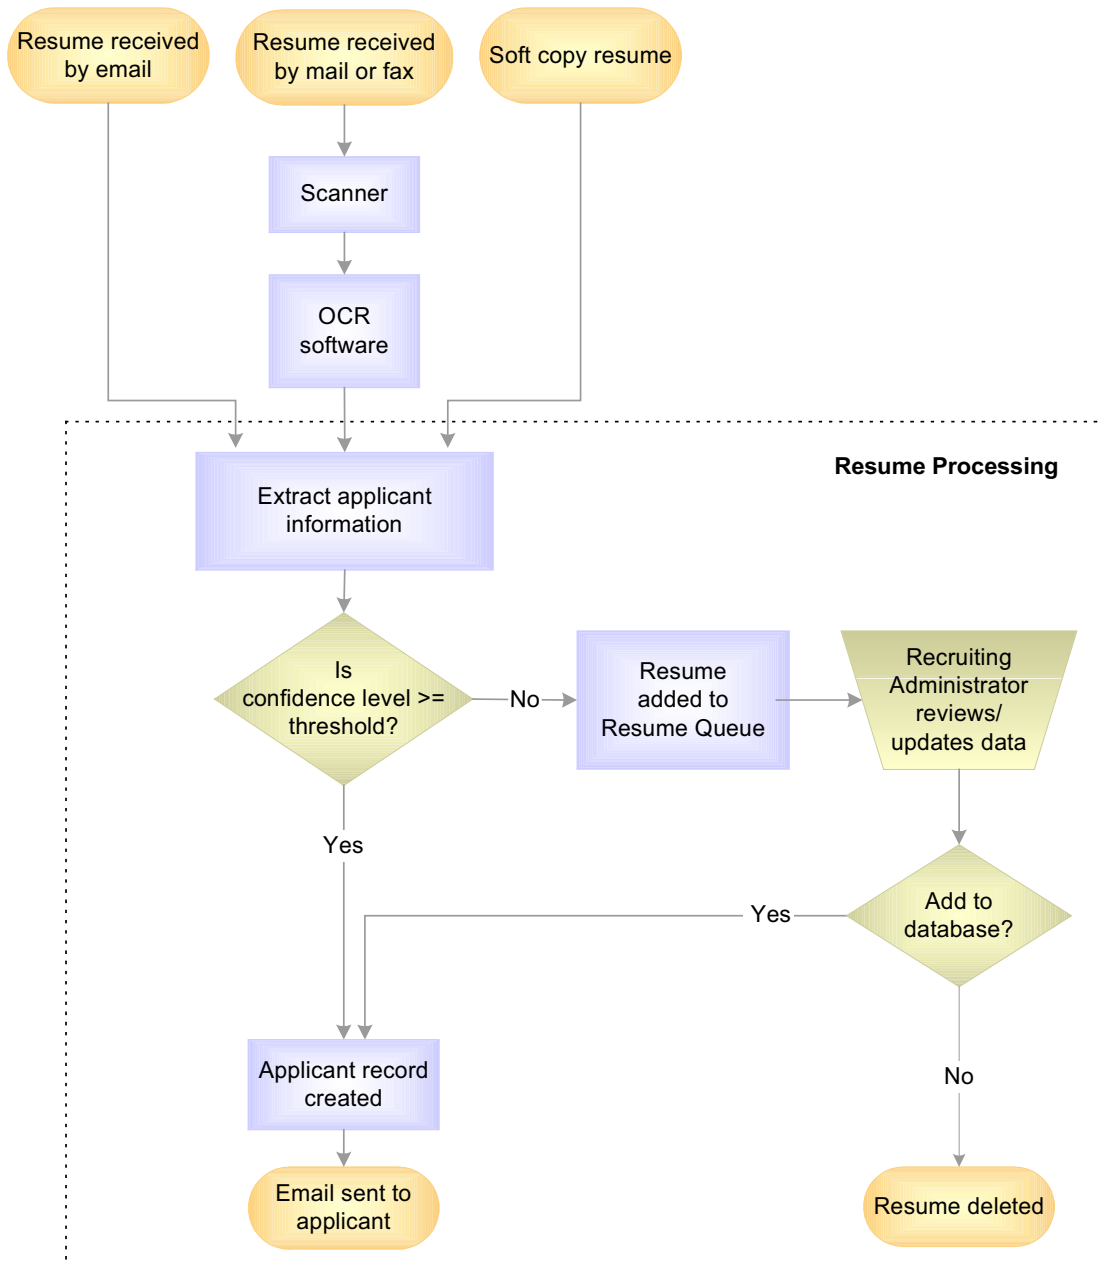 Resume received
by email
Resume received
by mail or fax
Soft copy resume
Scanner
OCR
software
Resume Processing
Extract applicant
information
Is
confidence level >=
threshold?
No
Resume
added to
Resume Queue
Recruiting
Administrator
reviews/
updates data
Yes
Add to
database?
Yes
No
Applicant record
created
Email sent to
applicant
Resume deleted